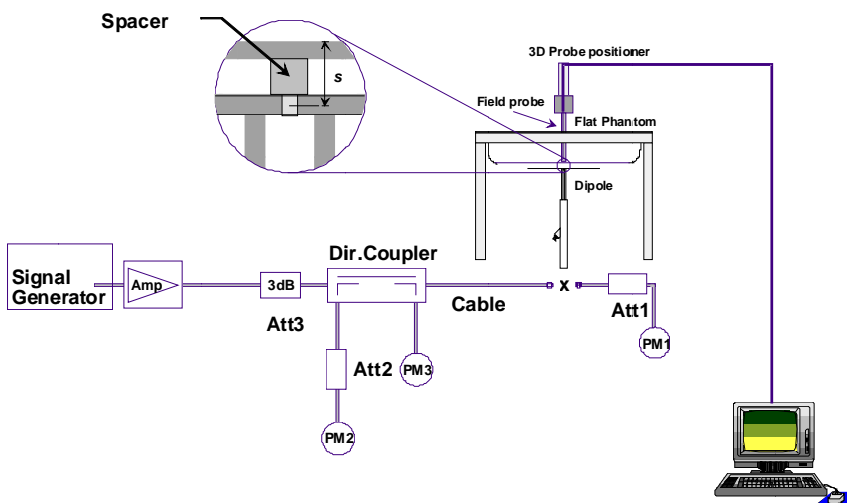 Spacer
s
3D Probe positioner
Field probe
Flat Phantom
Dipole
Signal
Generator
Amp
3dB
Att3
Dir.Coupler
Att2
PM2
PM3
Cable
x
Att1
PM1